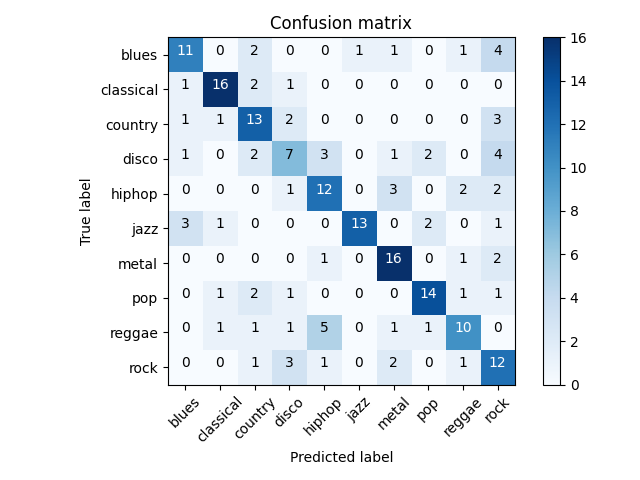 Confusion matrix
blues 11 0 2 0 0 1 1 0 1 4
classical 1 16 2 1 0 0 0 0 0 0
country 1 1 13 2 0 0 0 0 0 3
disco 1 0 2 7 3 0 1 2 0 4
hiphop 0 0 0 1 12 0 3 0 2 2
jazz 3 1 0 0 0 13 0 2 0 1
metal 0 0 0 0 1 0 16 0 1 2
pop 0 1 2 1 0 0 0 14 1 1
reggae 0 1 1 1 5 0 1 1 10 0
rock 0 0 1 3 1 0 2 0 1 12
blues classical country disco hiphop jazz metal pop reggae rock
Predicted label
True label
16
14
12
10
8
6
4
2
0